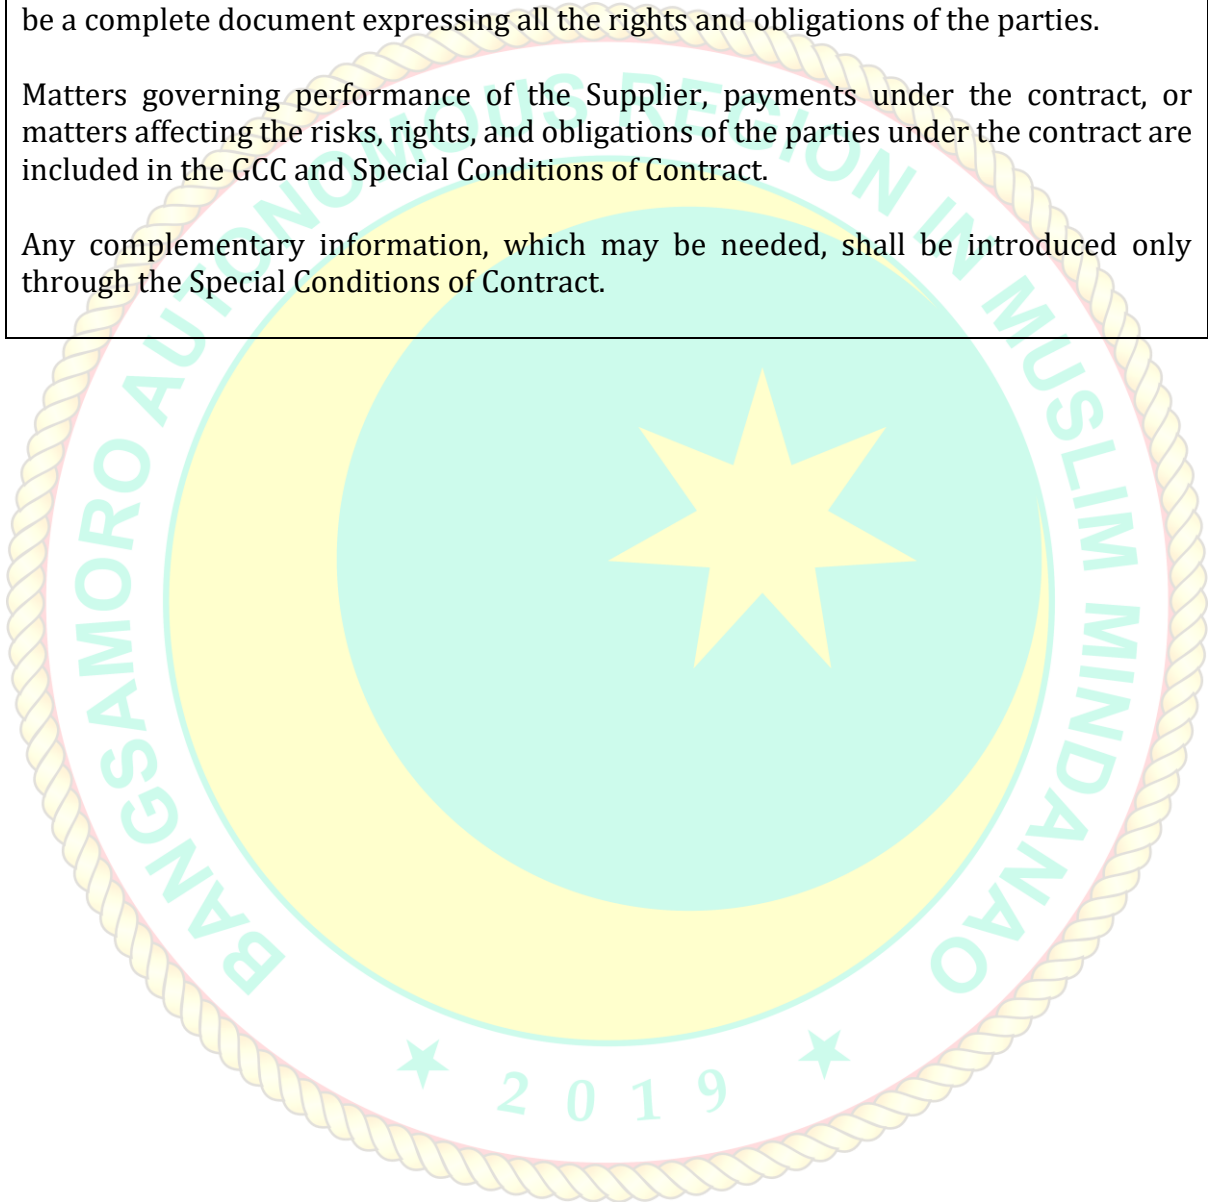 be a complete document expressing all the rights and obligations of the parties.
Matters governing performance of the Supplier, payments under the contract, or
matters affecting the risks, rights, and obligations of the parties under the contract are
included in the GCC and Special Conditions of Contract.
Any complementary information, which may be needed, shall be introduced only
through the Special Conditions of Contract.
BANGSAMORO AUTONOMOUS REGION IN MUSLIM MINDANAO
2019